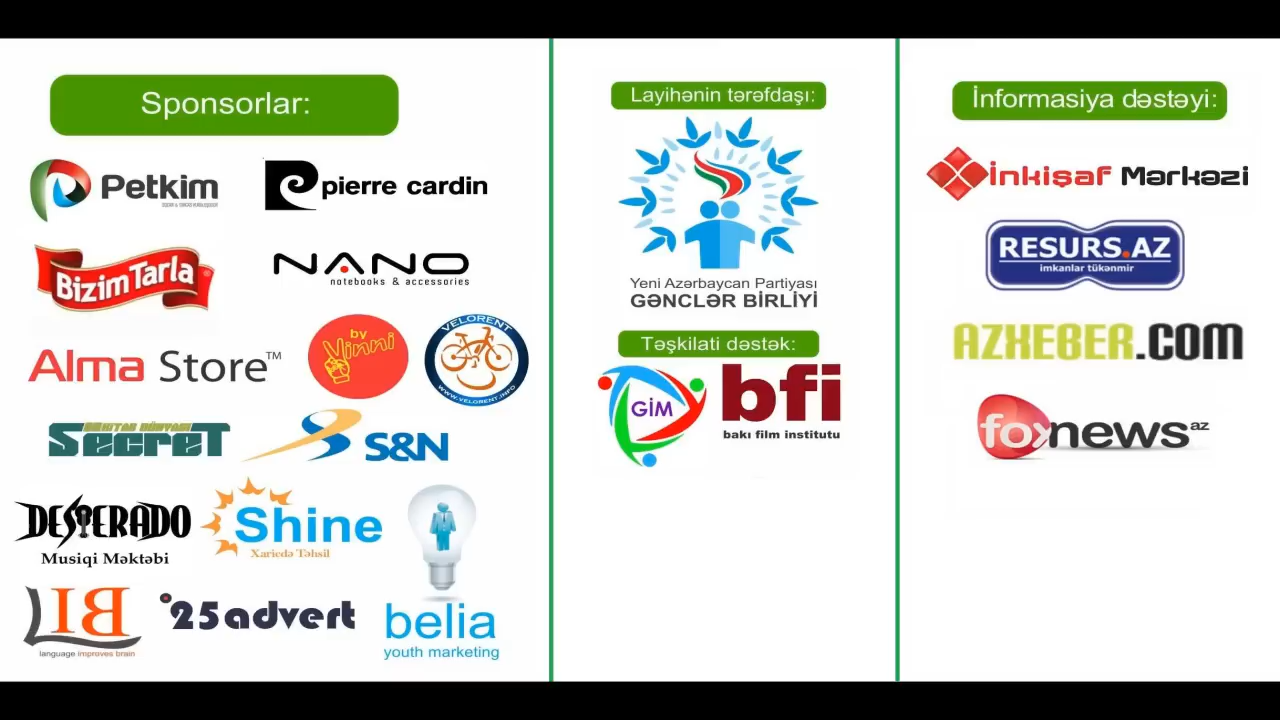 Sponsorlar:
Petkim
pierre cardin
BizimTarla
NANO
notebooks & accessories
Alma Store™
by
Vinni
VELORENT
WWW.VELORENT.INFO
SecreT
S&N
DESPERADO
Musiqi Məktəbi
Shine
Xaricdə Təhsil
LIB
language improves brain
25advert
belia
youth marketing
Layihənin tərəfdaşı:
Yeni Azərbaycan Partiyası
GƏNCLƏR BİRLİYİ
Təşkilati dəstək:
GİM
bfi
bakı film institutu
İnformasiya dəstəyi:
İnkişaf Mərkəzi
RESURS.AZ
imkanlar tükənmir
AZXEBER.COM
foxnews az